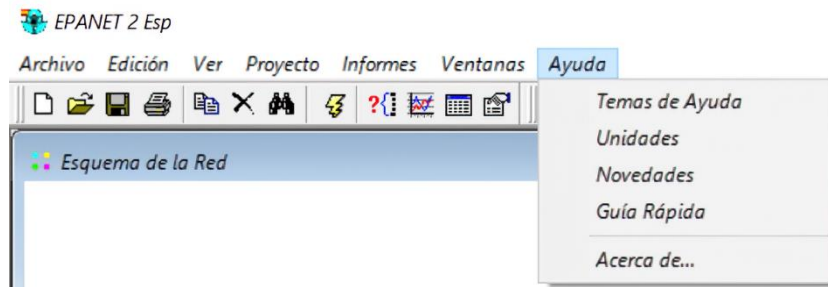 EPANET 2 Esp
Archivo Edición Ver Proyecto Informes Ventanas Ayuda
Temas de Ayuda
Unidades
Novedades
Guía Rápida
Acerca de...
Esquema de la Red